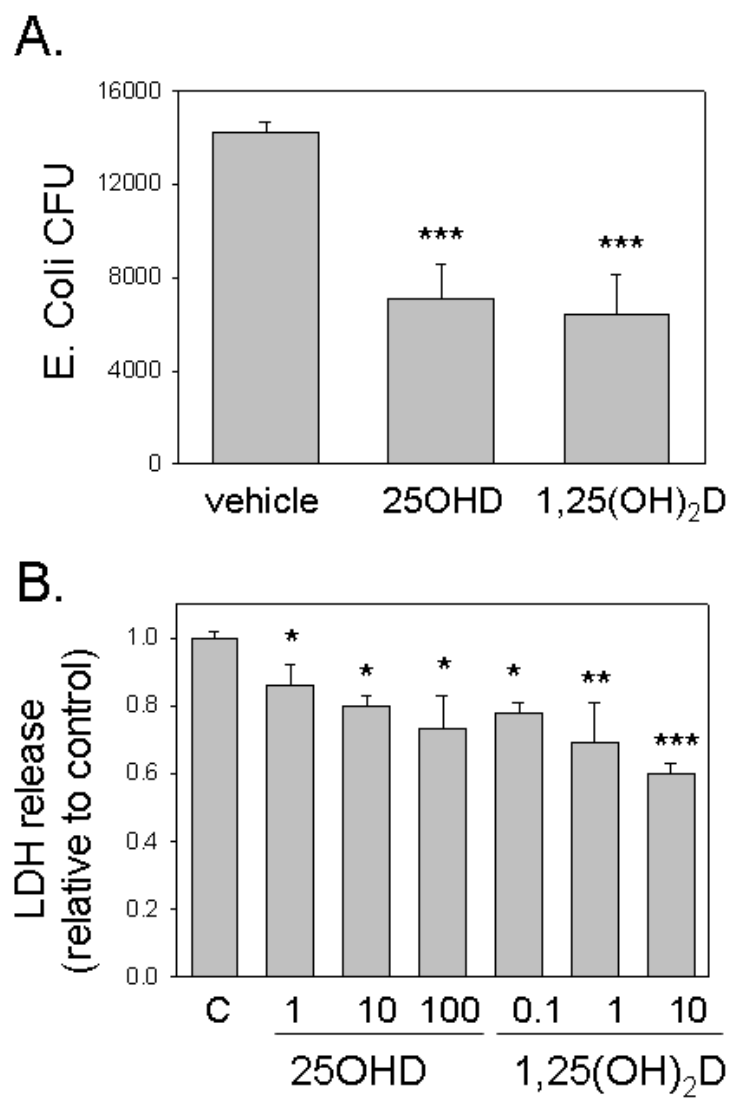 A.
E. Coli CFU
16000
12000
8000
4000
0
***
***
vehicle 25OHD 1,25(OH)₂D
B.
LDH release
(relative to control)
1.0
0.8
0.6
0.4
0.2
0.0
* * * * ** ***
C 1 10 100 0.1 1 10
25OHD 1,25(OH)₂D